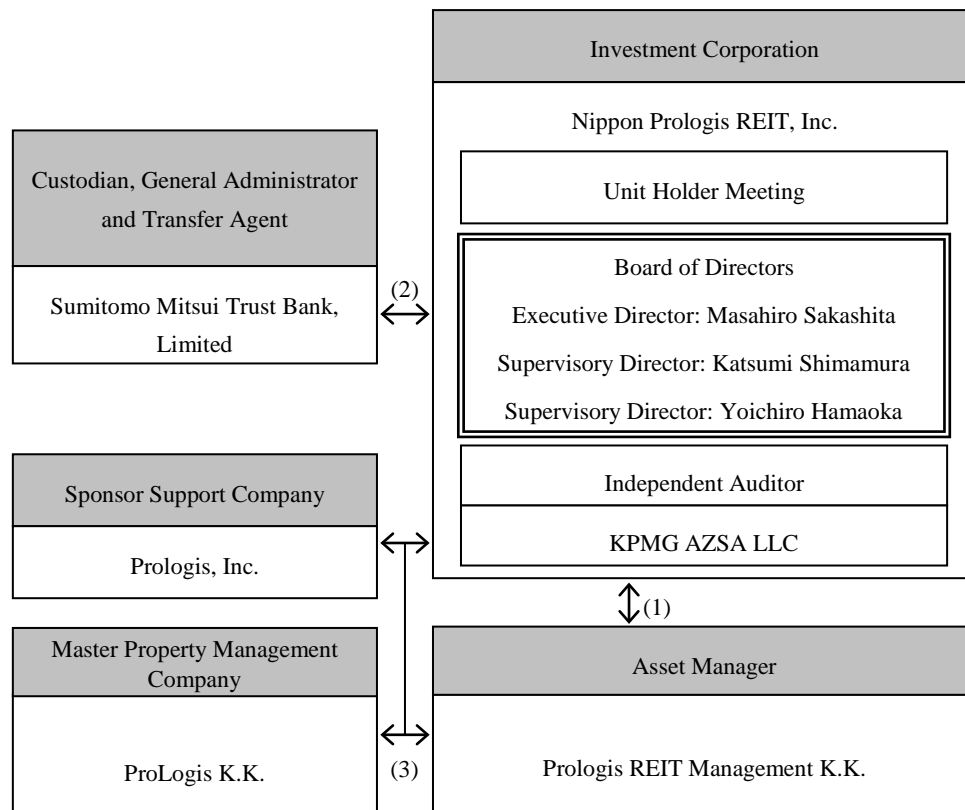 Investment Corporation
Nippon Prologis REIT, Inc.
Unit Holder Meeting
Board of Directors
Executive Director: Masahiro Sakashita
Supervisory Director: Katsumi Shimamura
Supervisory Director: Yoichiro Hamaoka
Independent Auditor
KPMG AZSA LLC
Custodian, General Administrator
and Transfer Agent
Sumitomo Mitsui Trust Bank,
Limited
(2)
Sponsor Support Company
Prologis, Inc.
(1)
Master Property Management
Company
ProLogis K.K.
(3)
Asset Manager
Prologis REIT Management K.K.